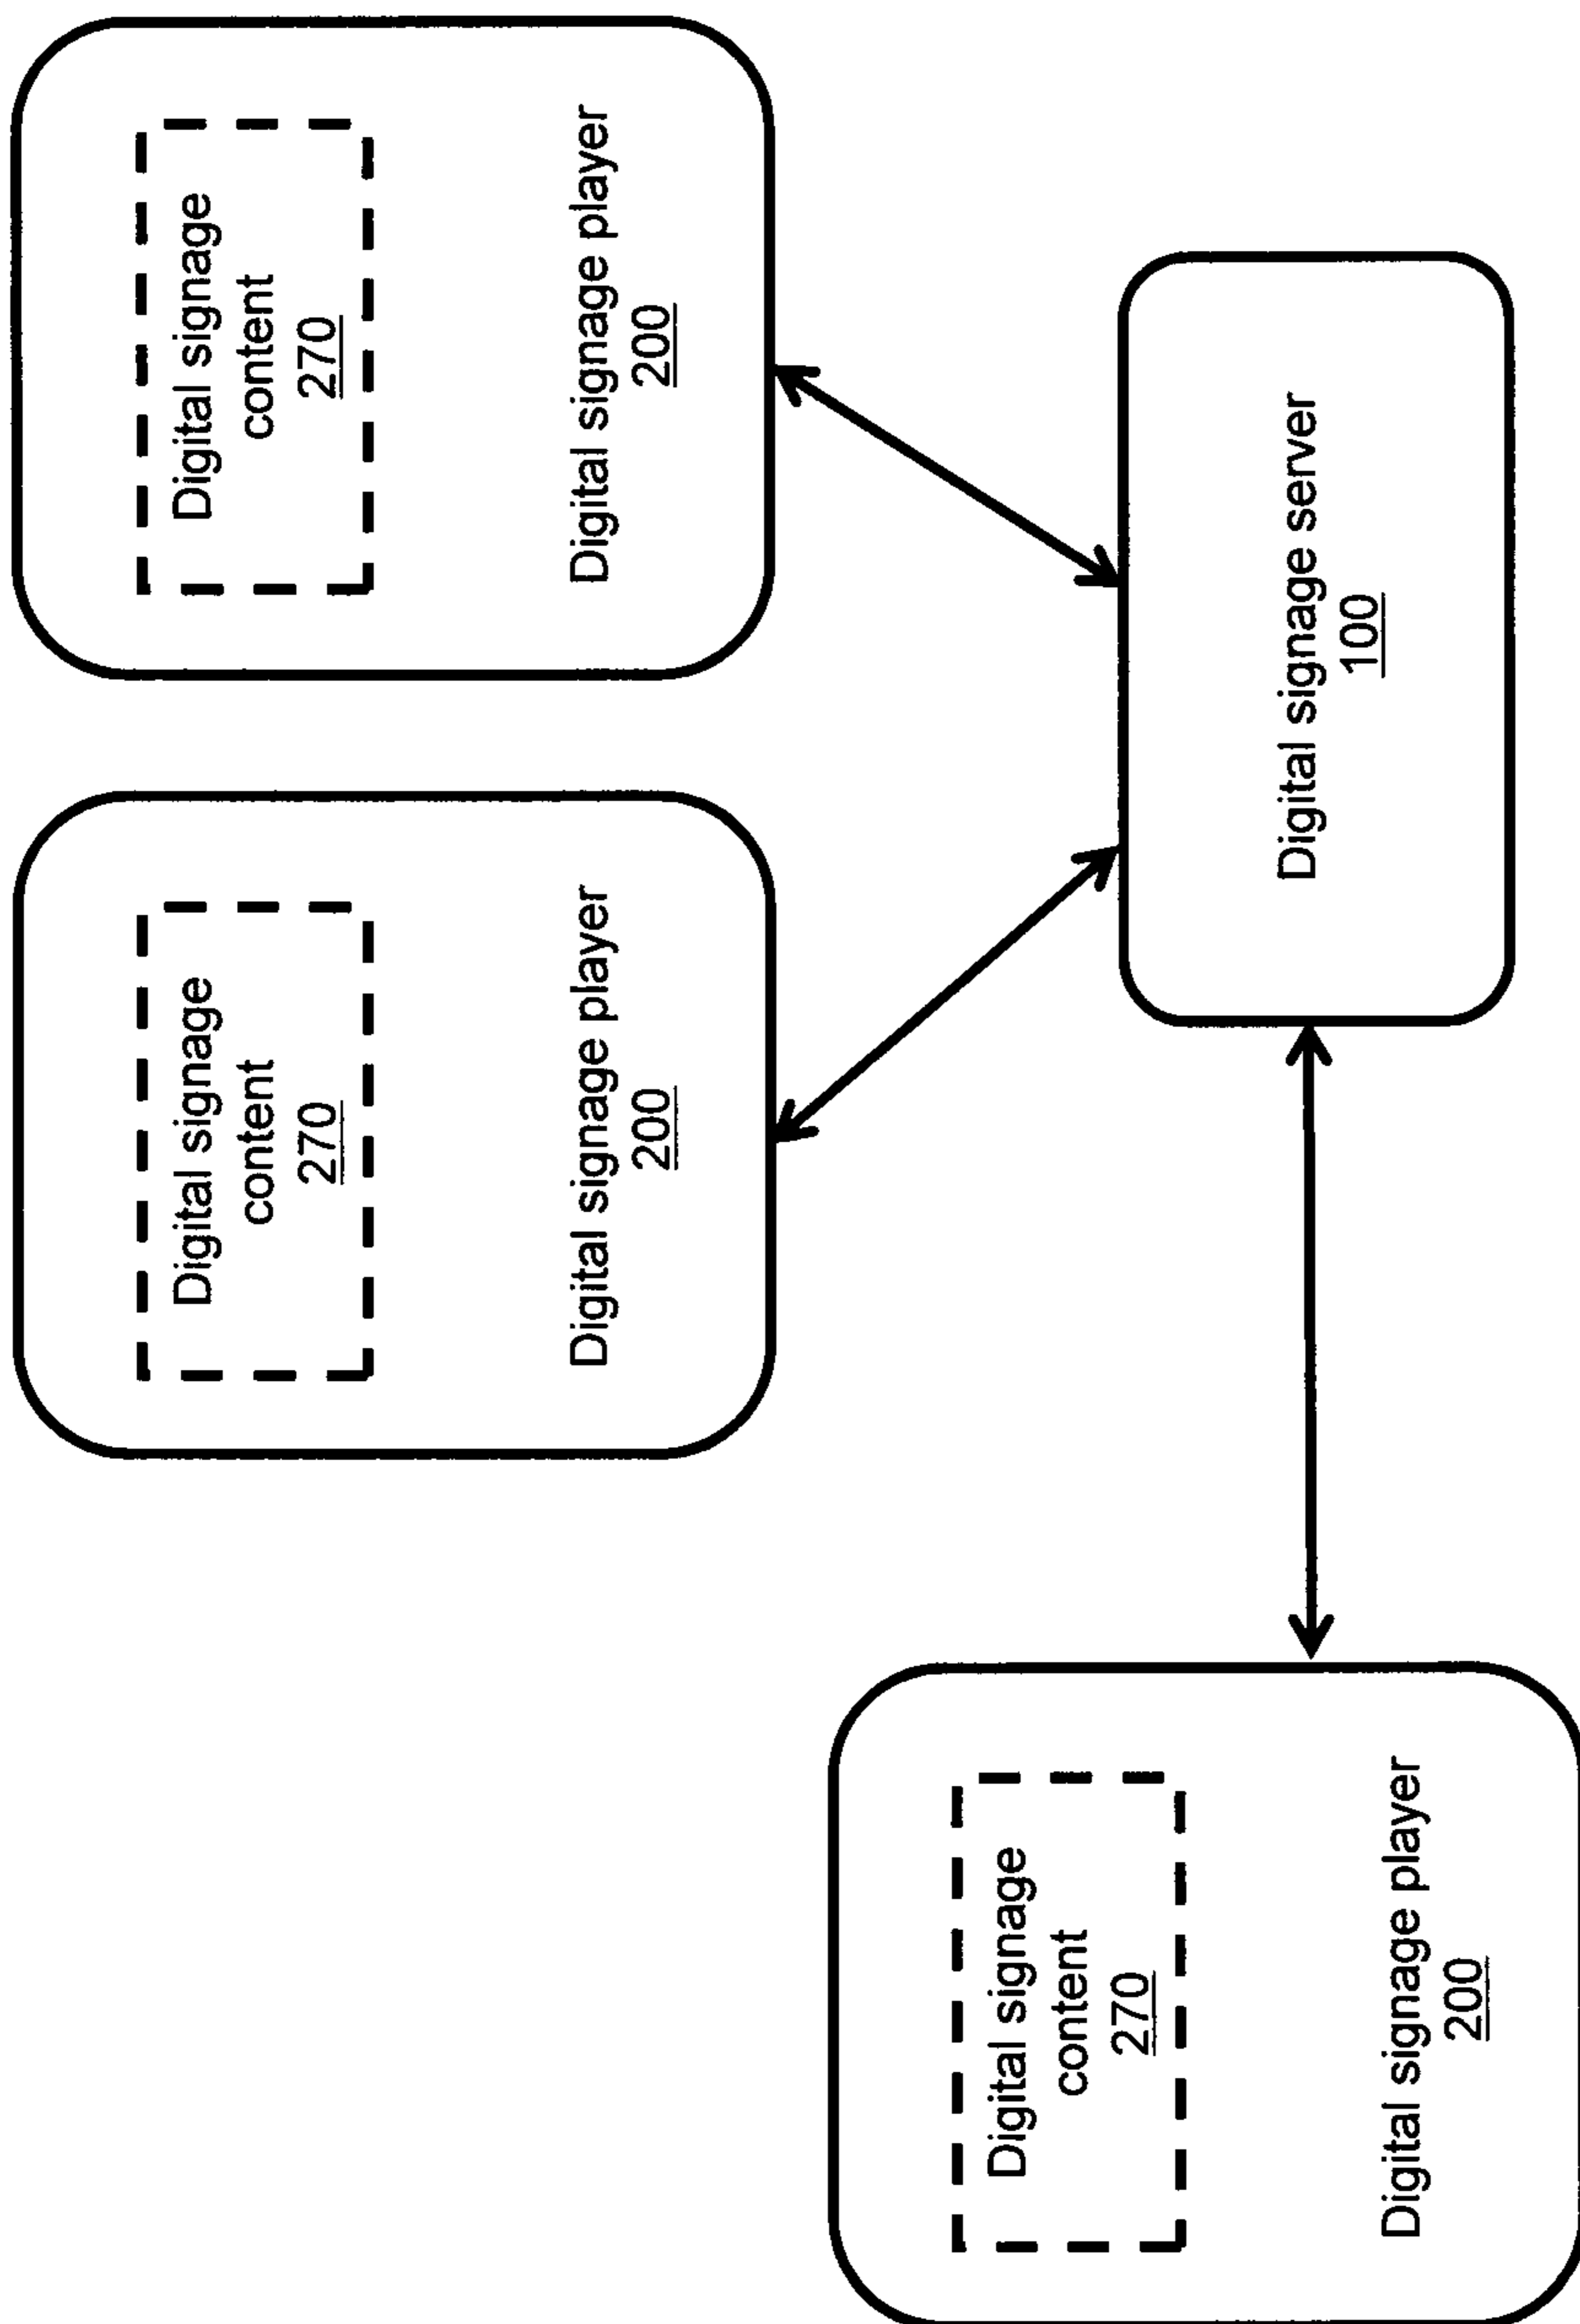 Digital signage
content
270
Digital signage player
200
Digital signage
content
270
Digital signage player
200
Digital signage
content
270
Digital signage player
200
Digital signage server
100